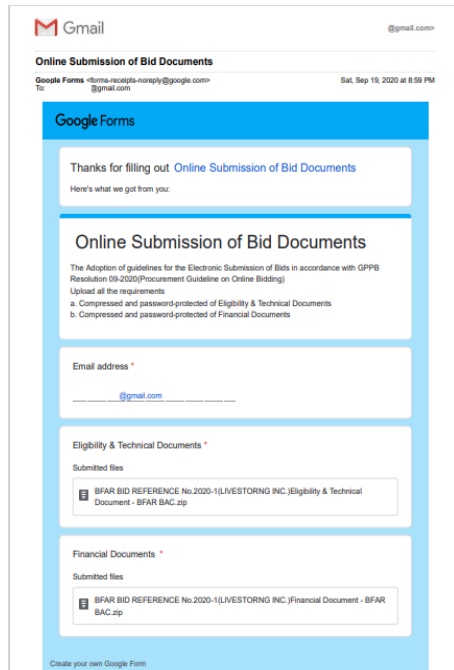 Gmail
@gmail.com>
Online Submission of Bid Documents
Google Forms <forms-receipts-noreply@google.com>
Sat, Sep 19, 2020 at 8:59 PM
To: @gmail.com
Google Forms
Thanks for filling out Online Submission of Bid Documents
Here's what we got from you:
Online Submission of Bid Documents
The Adoption of guidelines for the Electronic Submission of Bids in accordance with GPPB
Resolution 09-2020(Procurement Guideline on Online Bidding)
Upload all the requirements
a. Compressed and password-protected of Eligibility & Technical Documents
b. Compressed and password-protected of Financial Documents
Email address *
@gmail.com
Eligibility & Technical Documents *
Submitted files
BFAR BID REFERENCE No.2020-1(LIVESTORNG INC.)Eligibility & Technical
Document - BFAR BAC.zip
Financial Documents *
Submitted files
BFAR BID REFERENCE No.2020-1(LIVESTORNG INC.)Financial Document - BFAR
BAC.zip
Create your own Google Form